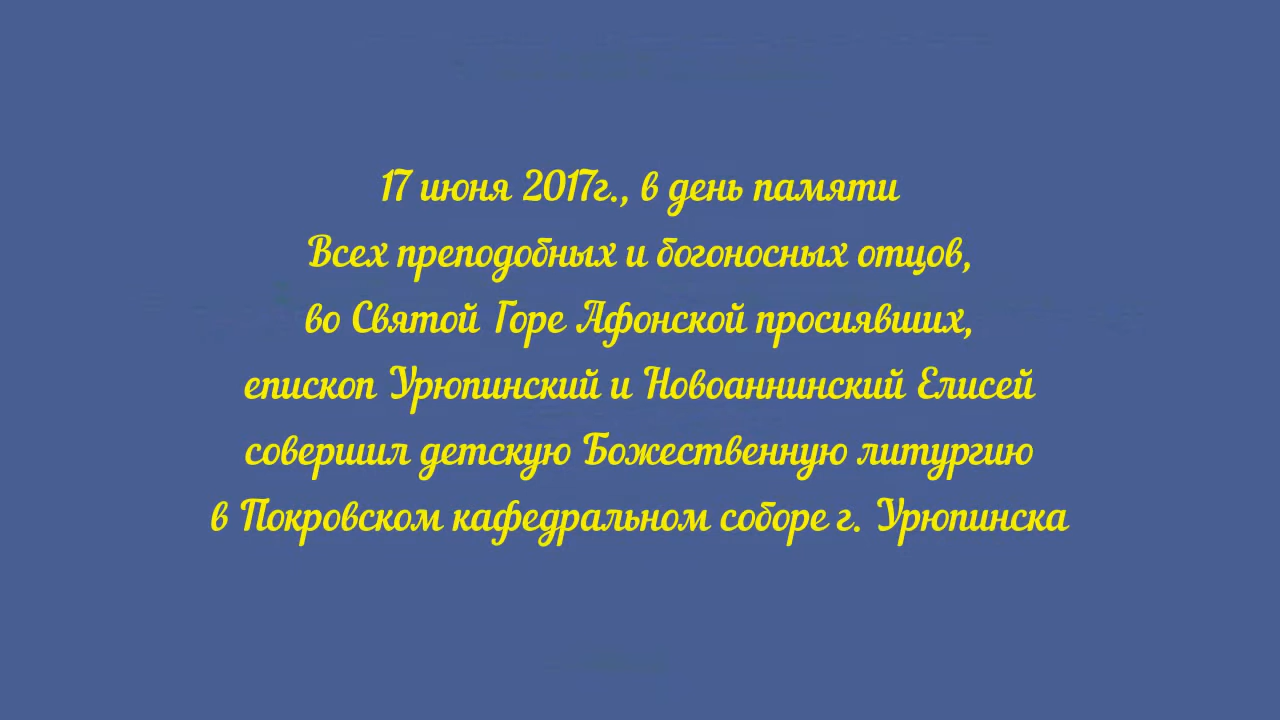 17 июня 2017г., в день памяти
Всех преподобных и богоносных отцов,
во Святой Горе Афонской просиявших,
епископ Урюпинский и Новоаннинский Елисей
совершил детскую Божественную литургию
в Покровском кафедральном соборе г. Урюпинска